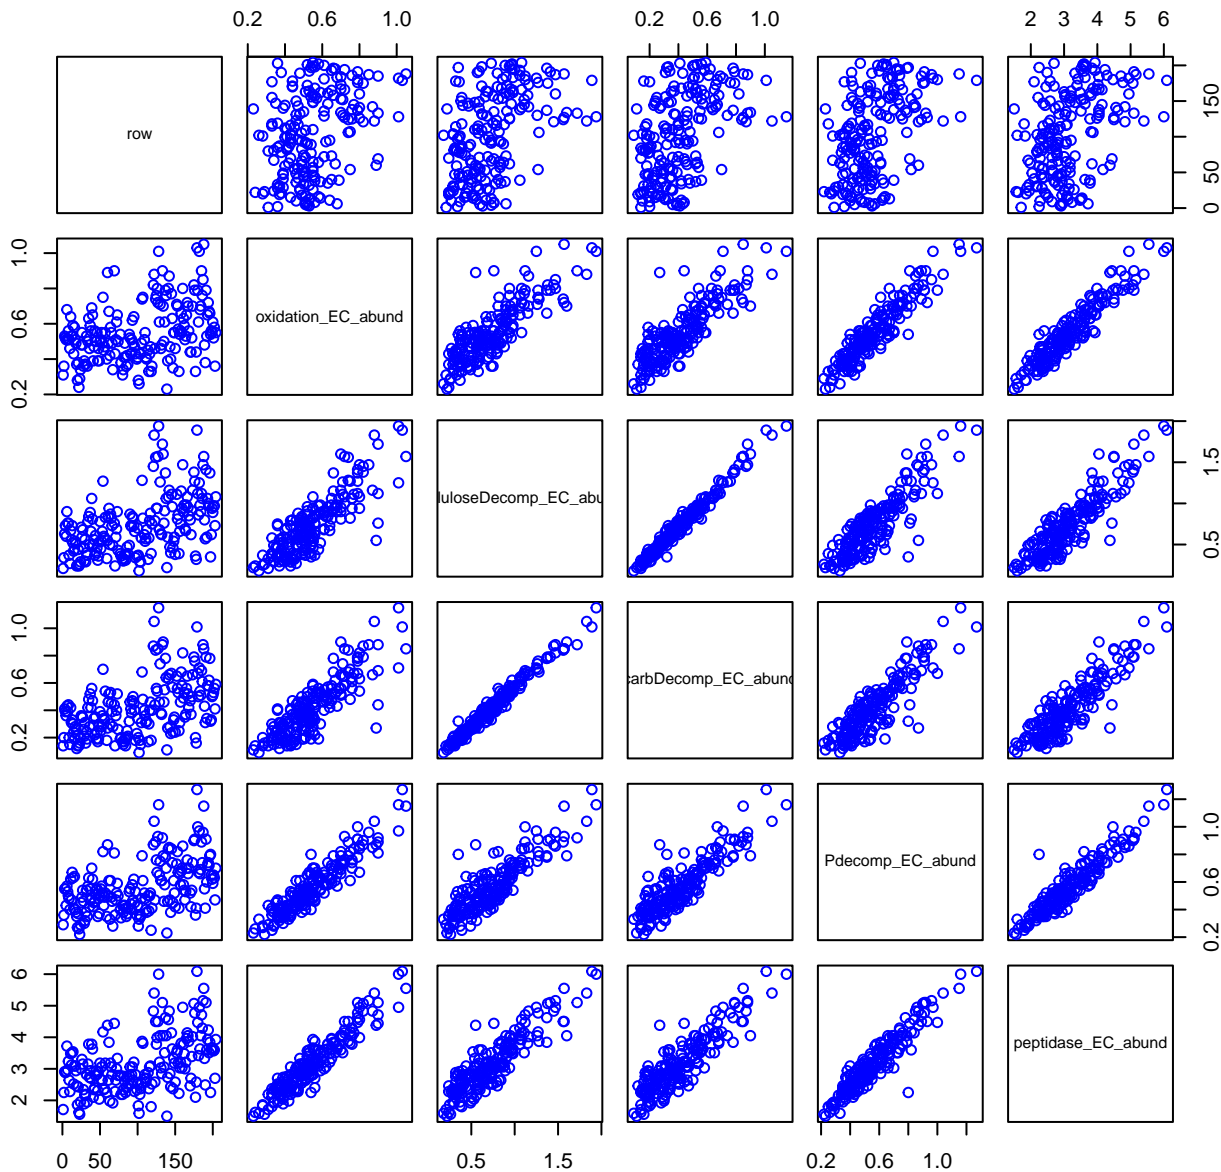 0.2 0.6 1.0 0.2 0.6 1.0 2 3 4 5 6
row
0 50 150
0.2 0.6 1.0
oxidation_EC_abund
luloseDecomp_EC_abu
0.5 1.5
0.2 0.6 1.0
carbDecomp_EC_abund
Pdecomp_EC_abund
0.2 0.6 1.0
2 3 4 5 6
peptidase_EC_abund
0 50 150 0.5 1.5 0.2 0.6 1.0